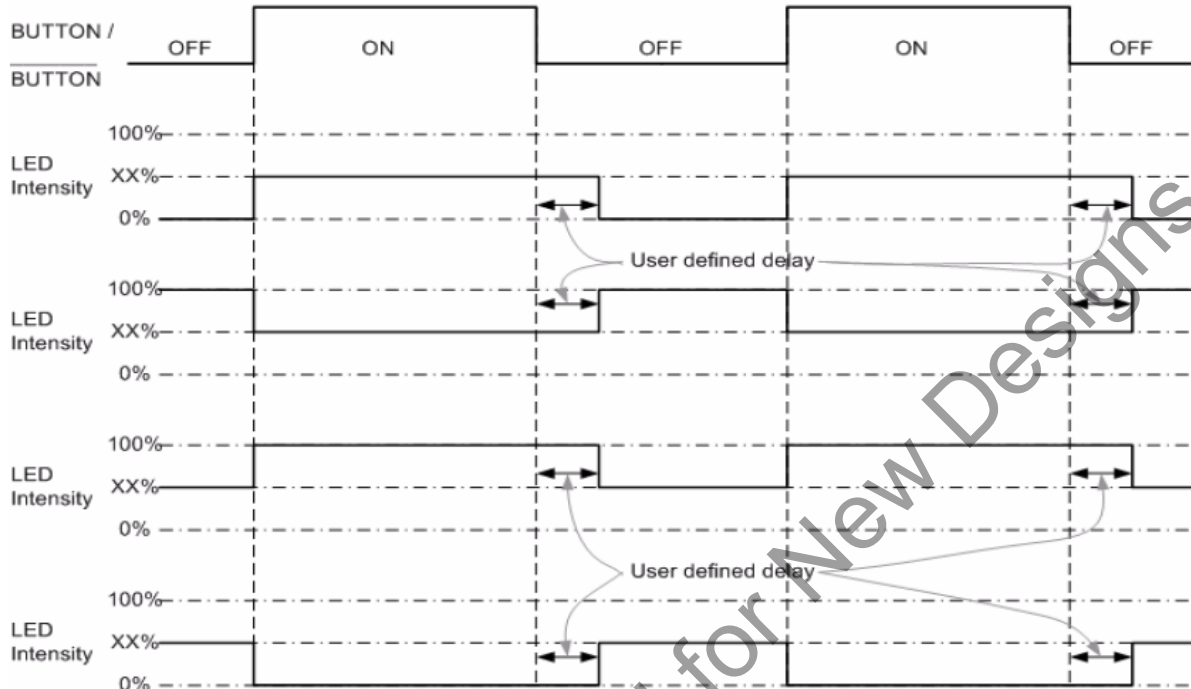 BUTTON /
BUTTON
OFF ON OFF ON OFF
100%
LED
Intensity
XX%
0%
User defined delay
100%
LED
Intensity
XX%
0%
100%
LED
Intensity
XX%
0%
User defined delay
100%
LED
Intensity
XX%
0%
for New Designs